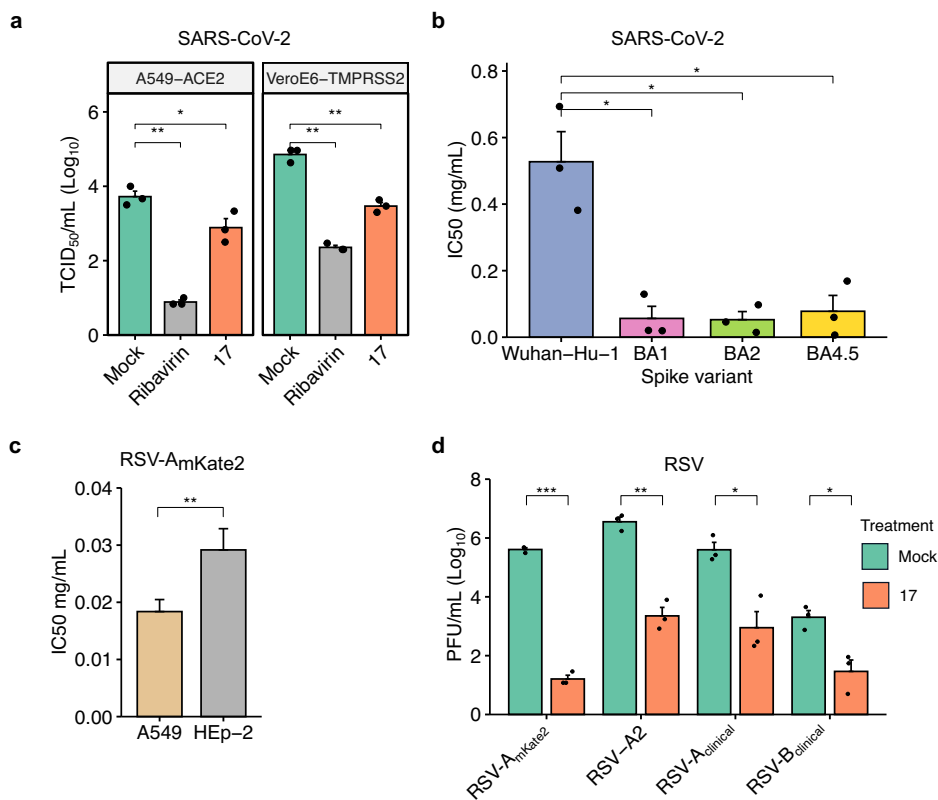 a
SARS-CoV-2
A549−ACE2 VeroE6−TMPRSS2
TCID50/mL (Log10)
6
4
2
0
* ** ** **
Mock Ribavirin 17 Mock Ribavirin 17
b
SARS-CoV-2
IC50 (mg/mL)
0.8
0.6
0.4
0.2
0.0
*
*
*
Wuhan−Hu−1 BA1 BA2 BA4.5
Spike variant
c
RSV-AmKate2
IC50 mg/mL
0.04
0.03
0.02
0.01
0.00
**
A549 HEp−2
d
RSV
PFU/mL (Log10)
8
6
4
2
0
*** ** * *
RSV-AmKate2 RSV−A2 RSV-Aclinical RSV-Bclinical
Treatment
Mock
17